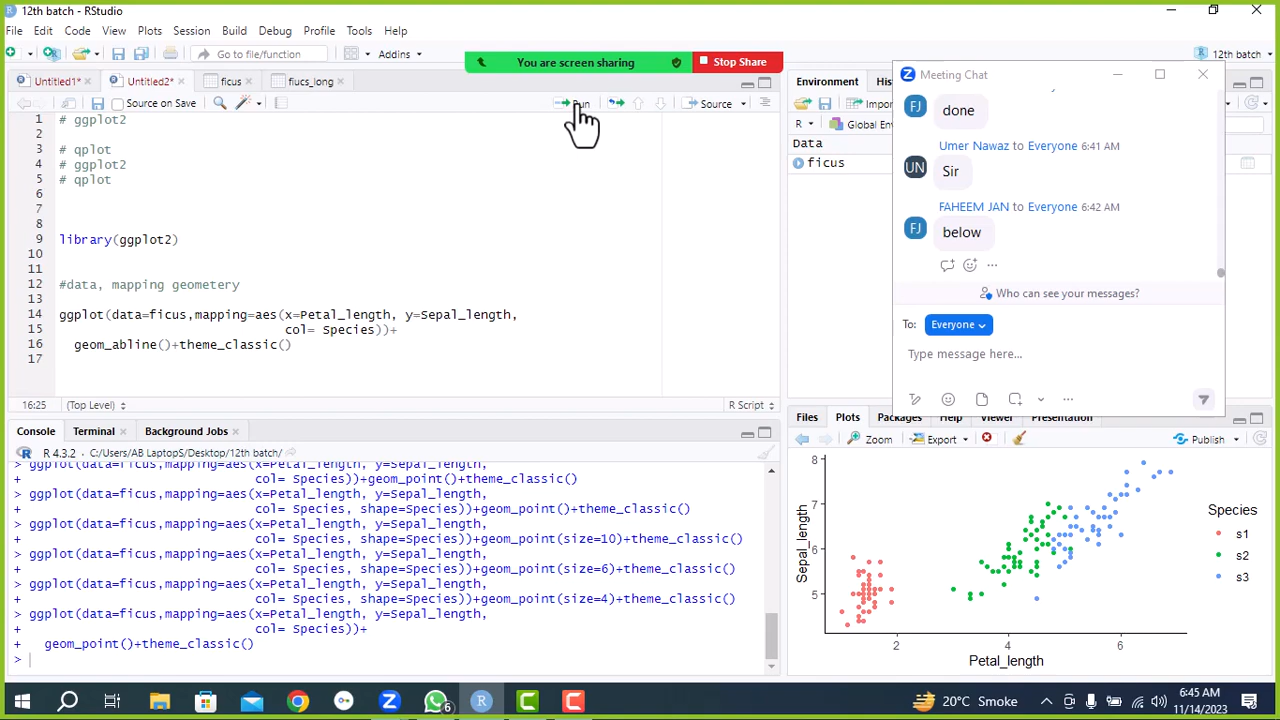 12th batch - RStudio
File Edit Code View Plots Session Build Debug Profile Tools Help
Go to file/function Addins 12th batch
You are screen sharing Stop Share
Untitled1* Untitled2* ficus fiucs_long
Source on Save Run Source
1 # ggplot2
2
3 # qplot
4 # ggplot2
5 # qplot
6
7
8
9 library(ggplot2)
10
11
12 #data, mapping geometery
13
14 ggplot(data=ficus,mapping=aes(x=Petal_length, y=Sepal_length,
15 col= Species))+
16 geom_abline()+theme_classic()
17
16:25 (Top Level) R Script
Console Terminal Background Jobs
R 4.3.2 . C:/Users/AB LaptopS/Desktop/12th batch/
> ggplot(data=ficus,mapping=aes(x=Petal_length, y=Sepal_length,
+ col= Species))+geom_point()+theme_classic()
> ggplot(data=ficus,mapping=aes(x=Petal_length, y=Sepal_length,
+ col= Species, shape=Species))+geom_point()+theme_classic()
> ggplot(data=ficus,mapping=aes(x=Petal_length, y=Sepal_length,
+ col= Species, shape=Species))+geom_point(size=10)+theme_classic()
> ggplot(data=ficus,mapping=aes(x=Petal_length, y=Sepal_length,
+ col= Species, shape=Species))+geom_point(size=6)+theme_classic()
> ggplot(data=ficus,mapping=aes(x=Petal_length, y=Sepal_length,
+ col= Species, shape=Species))+geom_point(size=4)+theme_classic()
> ggplot(data=ficus,mapping=aes(x=Petal_length, y=Sepal_length,
+ col= Species))+
+ geom_point()+theme_classic()
>
Environment His
Impor
R Global Env
Data
ficus
Meeting Chat
FJ done
Umer Nawaz to Everyone 6:41 AM
UN Sir
FAHEEM JAN to Everyone 6:42 AM
FJ below
Who can see your messages?
To: Everyone
Type message here...
Files Plots Packages Help Viewer Presentation
Zoom Export Publish
8
7
6
5
Sepal_length
2 4 6
Petal_length
Species
s1
s2
s3
6 20°C Smoke 6:45 AM
11/14/2023